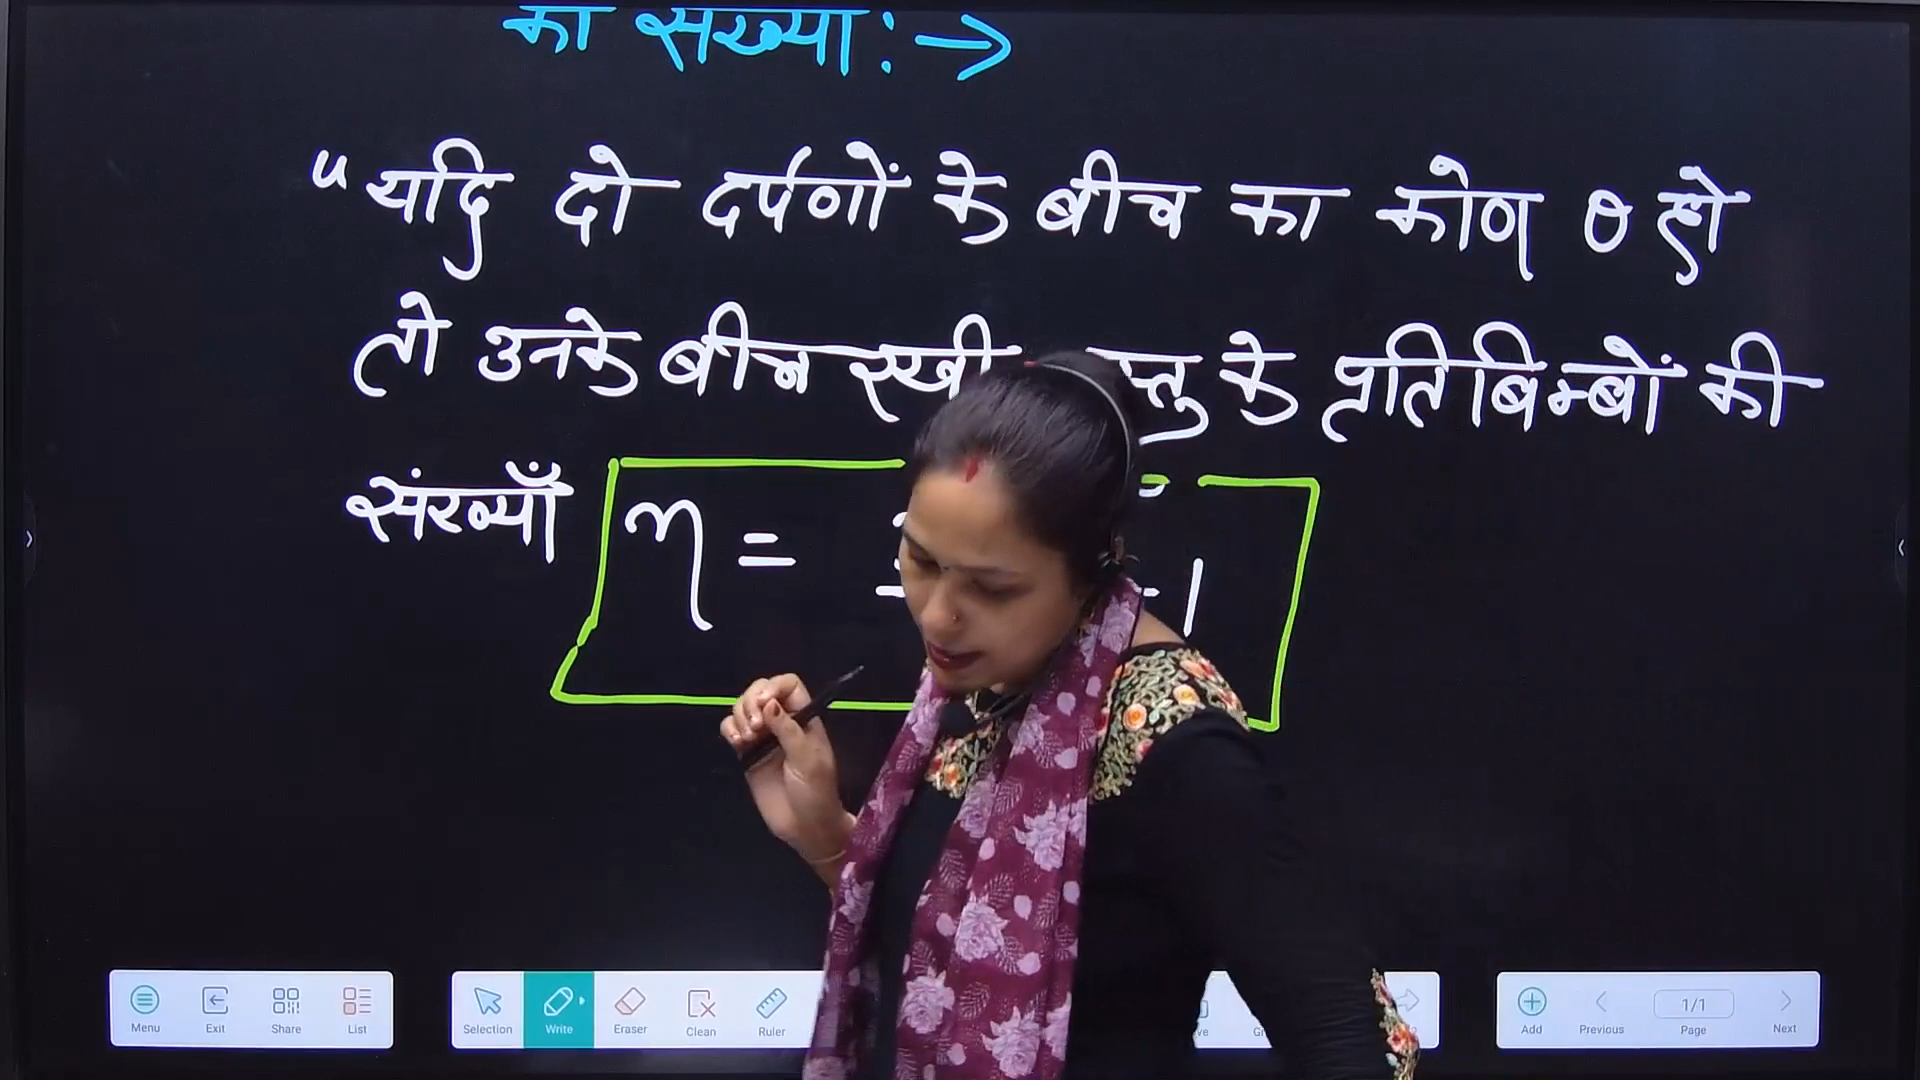 की संख्या :→
"यदि दो दर्पणों के बीच का कोण θ हो
तो उनके बीच रखी के प्रतिबिम्बों की
संख्याँ n = - 1
Menu Exit Share List Selection Write Eraser Clean Ruler Add Previous 1/1 Page Next